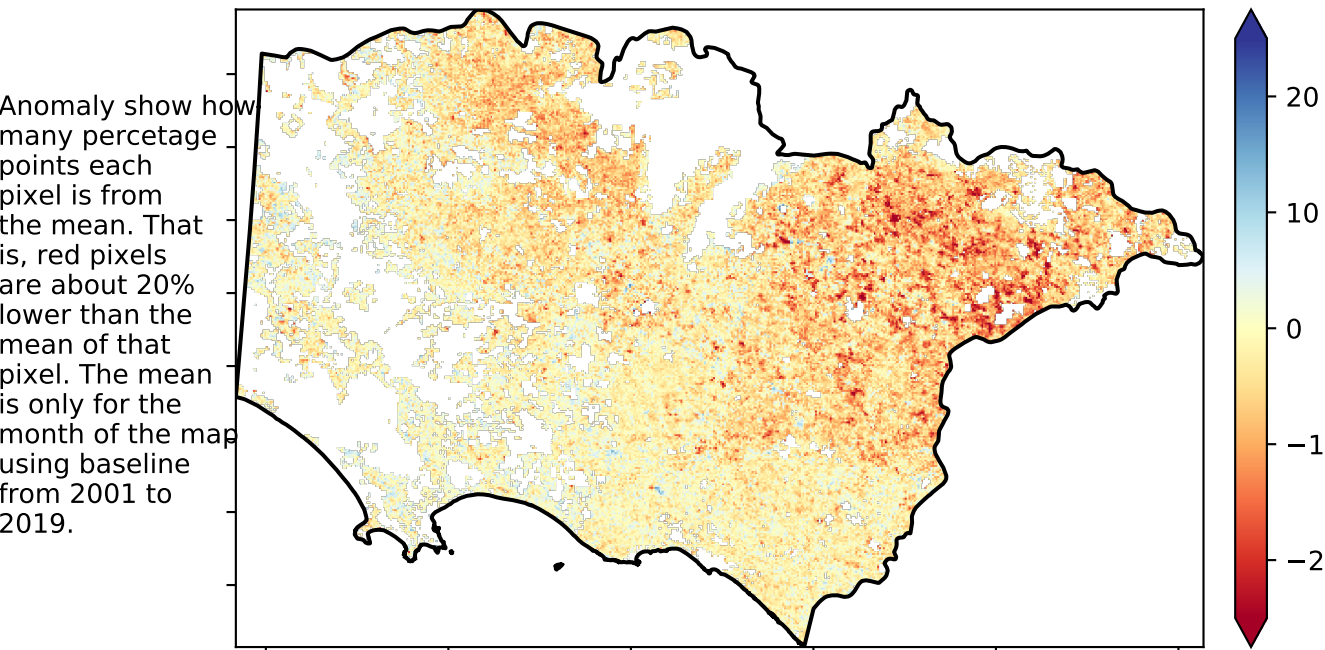 Anomaly show how
many percetage
points each
pixel is from
the mean. That
is, red pixels
are about 20%
lower than the
mean of that
pixel. The mean
is only for the
month of the map
using baseline
from 2001 to
2019.
20
10
0
−1
−2